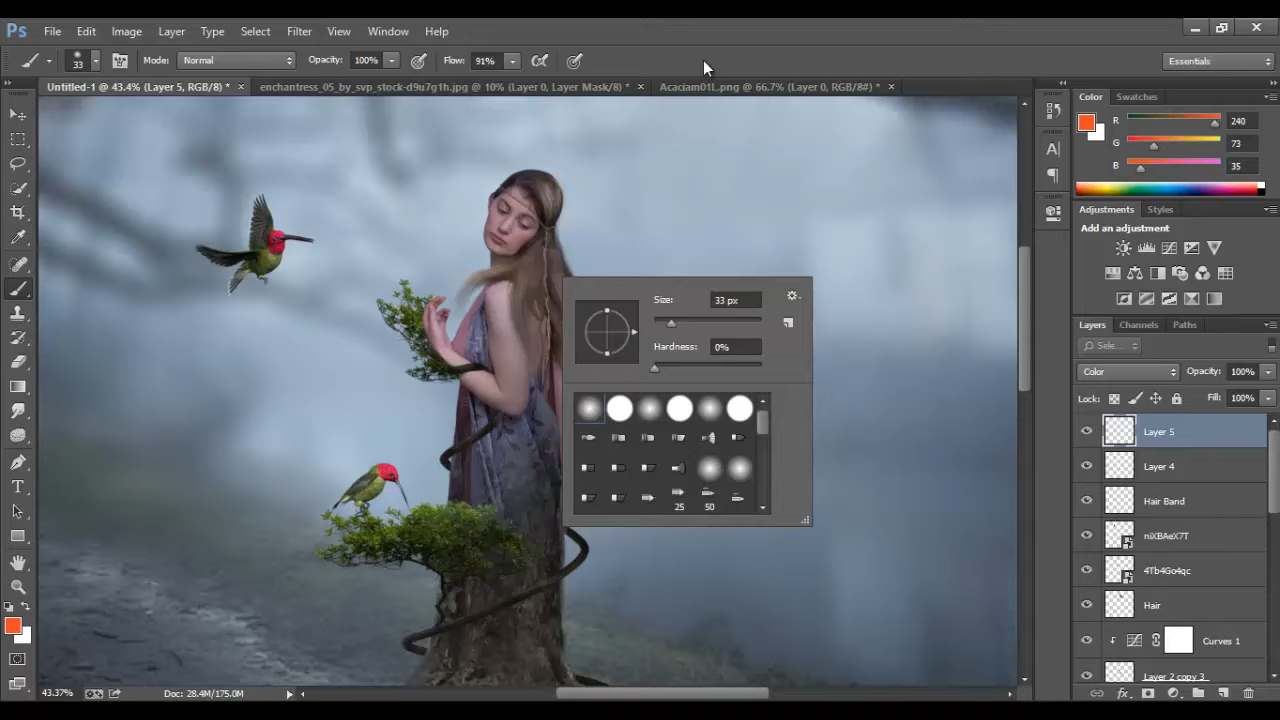 Ps File Edit Image Layer Type Select Filter View Window Help
33 Mode: Normal Opacity: 100% Flow: 91% Essentials
Untitled-1 @ 43.4% (Layer 5, RGB/8) * × enchantress_05_by_svp_stock-d9u7g1h.jpg @ 10% (Layer 0, Layer Mask/8) * × Acaciam01L.png @ 66.7% (Layer 0, RGB/8#) * ×
Color Swatches
R 240
G 73
B 35
Adjustments Styles
Add an adjustment
Size: 33 px
Hardness: 0%
25 50
Layers Channels Paths
Sele...
Color Opacity: 100%
Lock: Fill: 100%
Layer 5
Layer 4
Hair Band
niXBAeX7T
4Tb4Go4qc
Hair
Curves 1
Layer 2 copy 3
43.37% Doc: 28.4M/175.0M